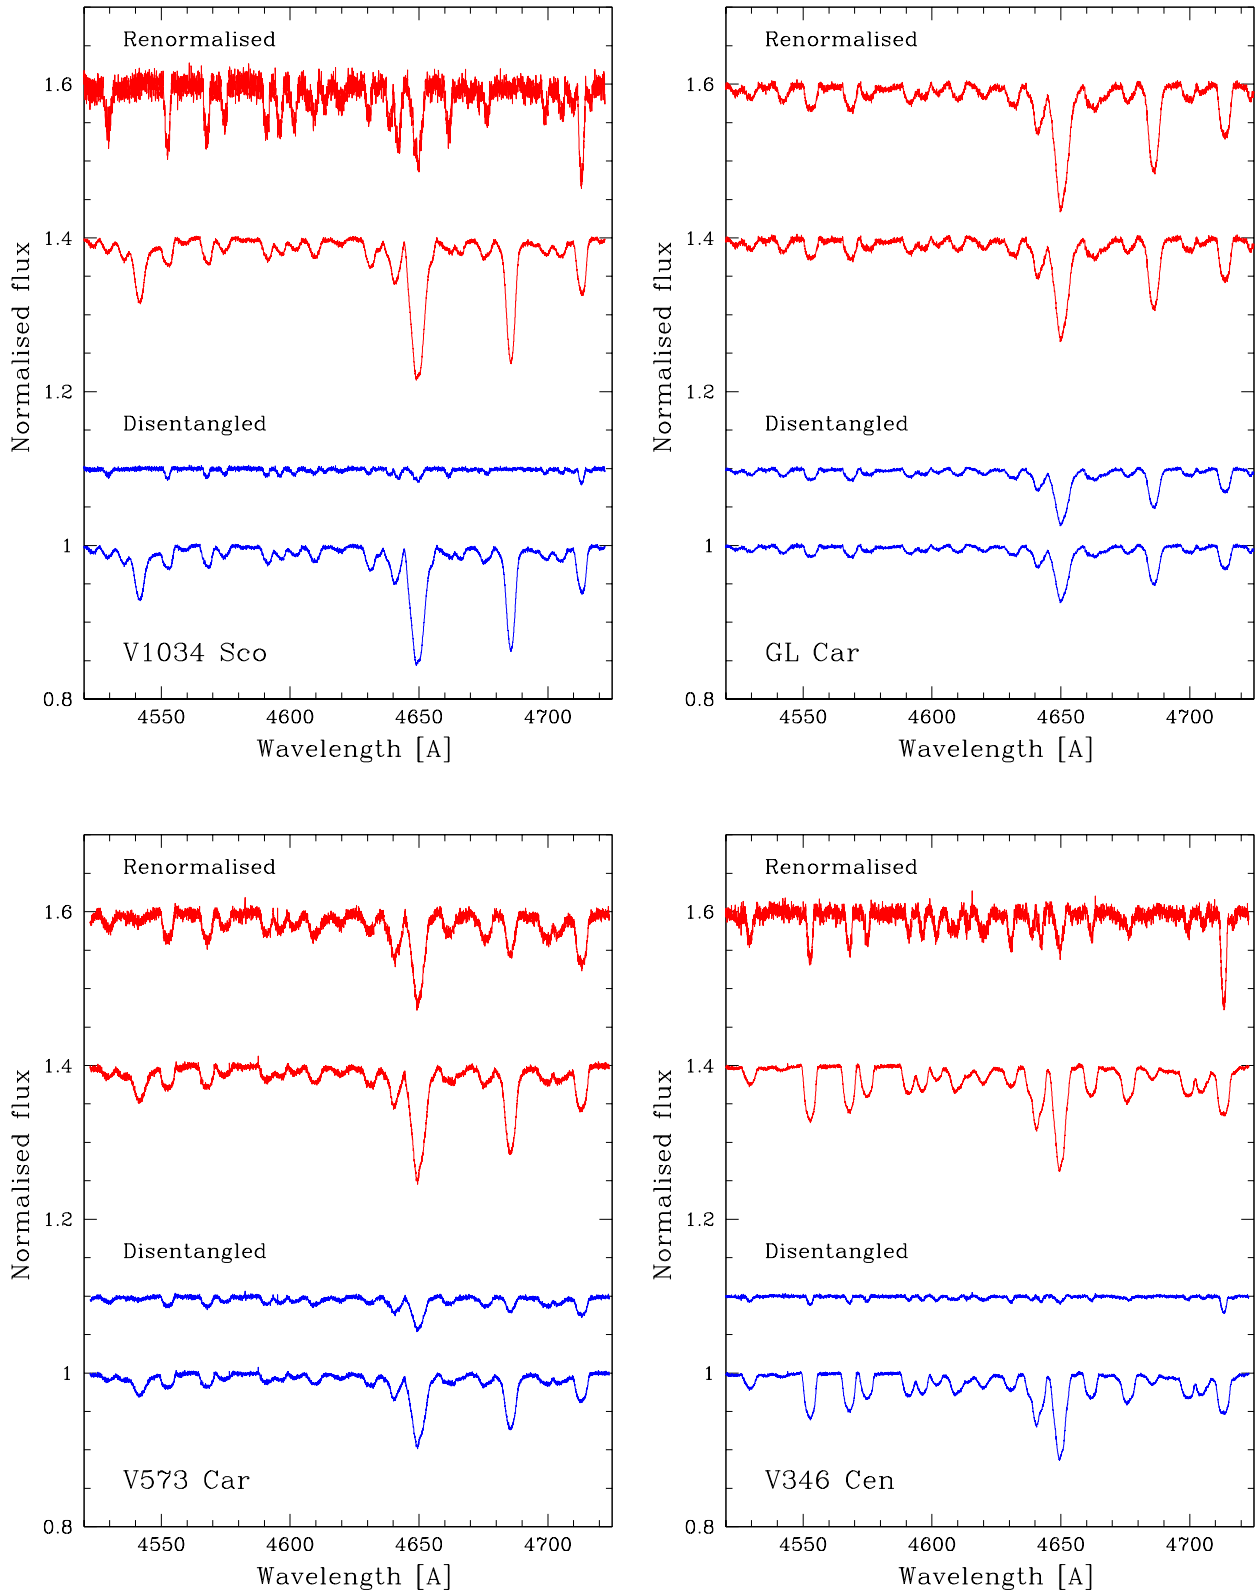 Renormalised
1.6
1.4
Normalised flux
1.2
Disentangled
1
V1034 Sco
0.8
4550 4600 4650 4700
Wavelength [A]
Renormalised
1.6
1.4
Normalised flux
1.2
Disentangled
1
GL Car
0.8
4550 4600 4650 4700
Wavelength [A]
Renormalised
1.6
1.4
Normalised flux
1.2
Disentangled
1
V573 Car
0.8
4550 4600 4650 4700
Wavelength [A]
Renormalised
1.6
1.4
Normalised flux
1.2
Disentangled
1
V346 Cen
0.8
4550 4600 4650 4700
Wavelength [A]